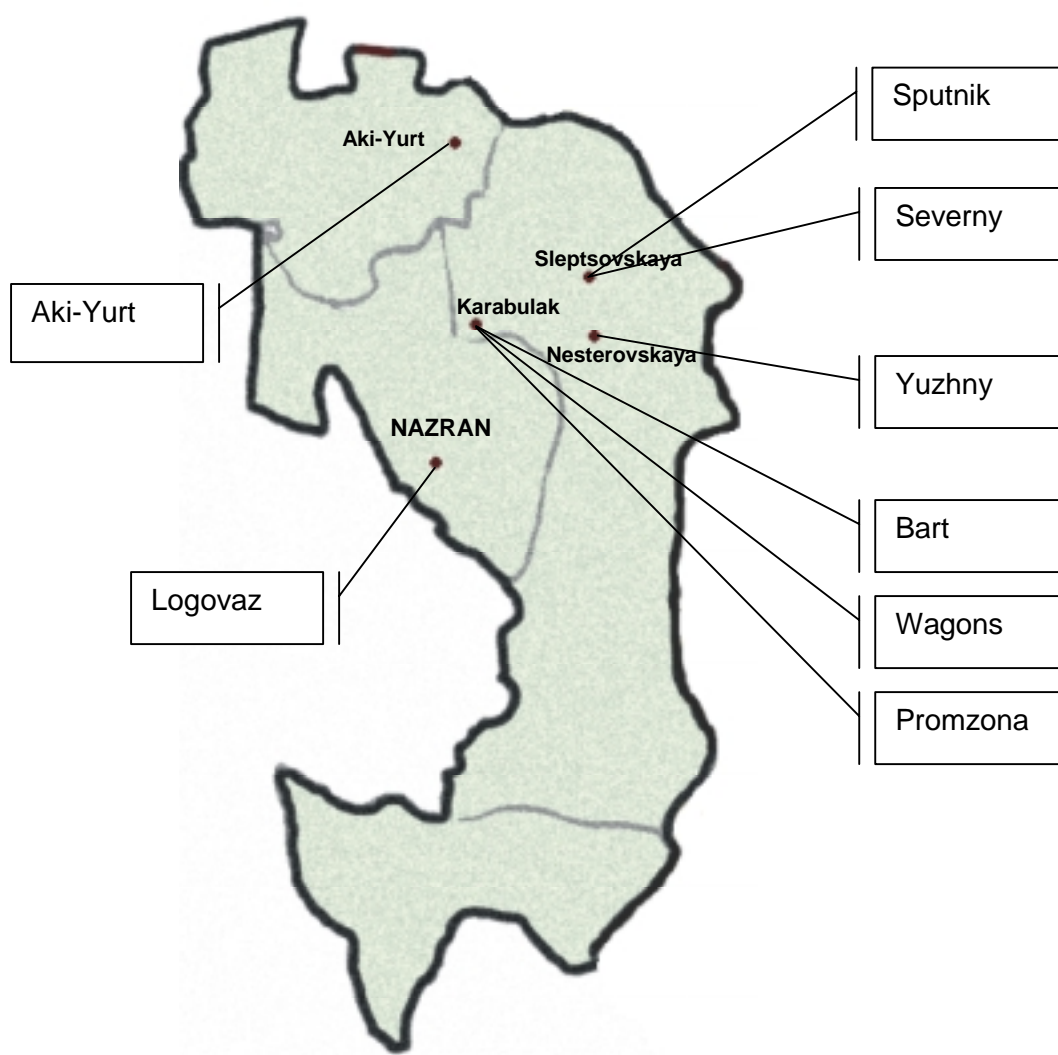 Sputnik
Aki-Yurt
Severny
Sleptsovskaya
Aki-Yurt
Karabulak
Nesterovskaya
Yuzhny
NAZRAN
Bart
Logovaz
Wagons
Promzona